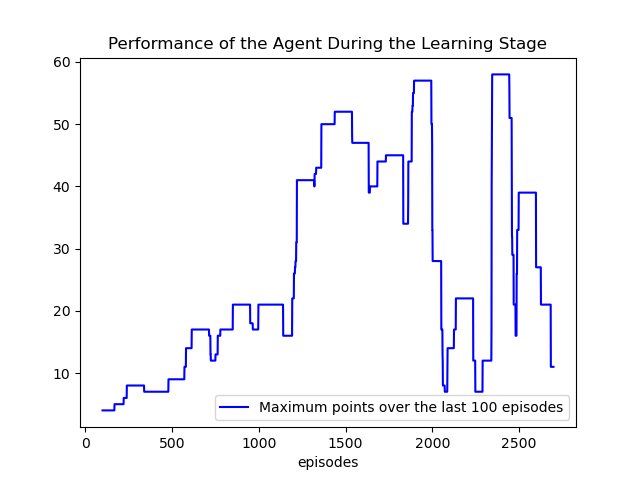 Performance of the Agent During the Learning Stage
60
50
40
30
20
10
Maximum points over the last 100 episodes
0 500 1000 1500 2000 2500
episodes